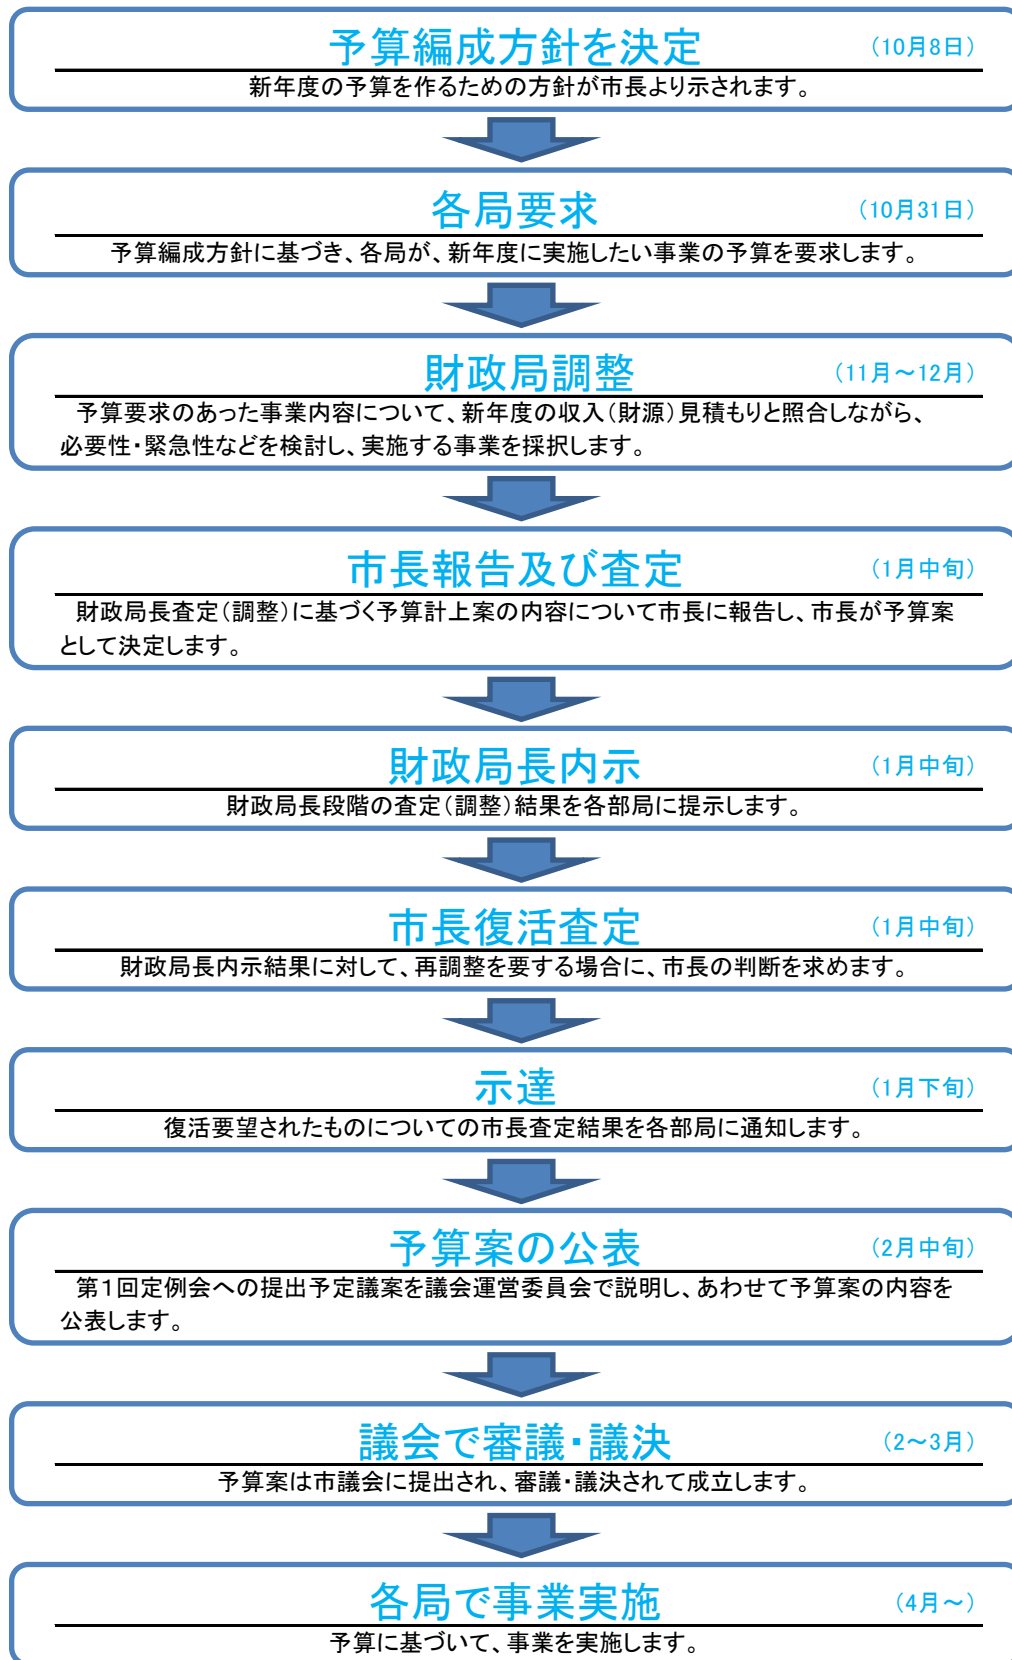 予算編成方針を決定 （10月8日）
新年度の予算を作るための方針が市長より示されます。
各局要求 （10月31日）
予算編成方針に基づき、各局が、新年度に実施したい事業の予算を要求します。
財政局調整 （11月～12月）
予算要求のあった事業内容について、新年度の収入（財源）見積もりと照合しながら、
必要性・緊急性などを検討し、実施する事業を採択します。
市長報告及び査定 （1月中旬）
財政局長査定（調整）に基づく予算計上案の内容について市長に報告し、市長が予算案
として決定します。
財政局長内示 （1月中旬）
財政局長段階の査定（調整）結果を各部局に提示します。
市長復活査定 （1月中旬）
財政局長内示結果に対して、再調整を要する場合に、市長の判断を求めます。
示達 （1月下旬）
復活要望されたものについての市長査定結果を各部局に通知します。
予算案の公表 （2月中旬）
第１回定例会への提出予定議案を議会運営委員会で説明し、あわせて予算案の内容を
公表します。
議会で審議・議決 （2～3月）
予算案は市議会に提出され、審議・議決されて成立します。
各局で事業実施 （4月～）
予算に基づいて、事業を実施します。